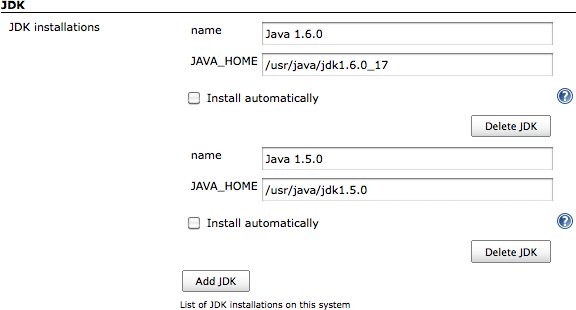 JDK
JDK installations
name Java 1.6.0
JAVA_HOME /usr/java/jdk1.6.0_17
Install automatically ?
Delete JDK
name Java 1.5.0
JAVA_HOME /usr/java/jdk1.5.0
Install automatically ?
Delete JDK
Add JDK
List of JDK installations on this system